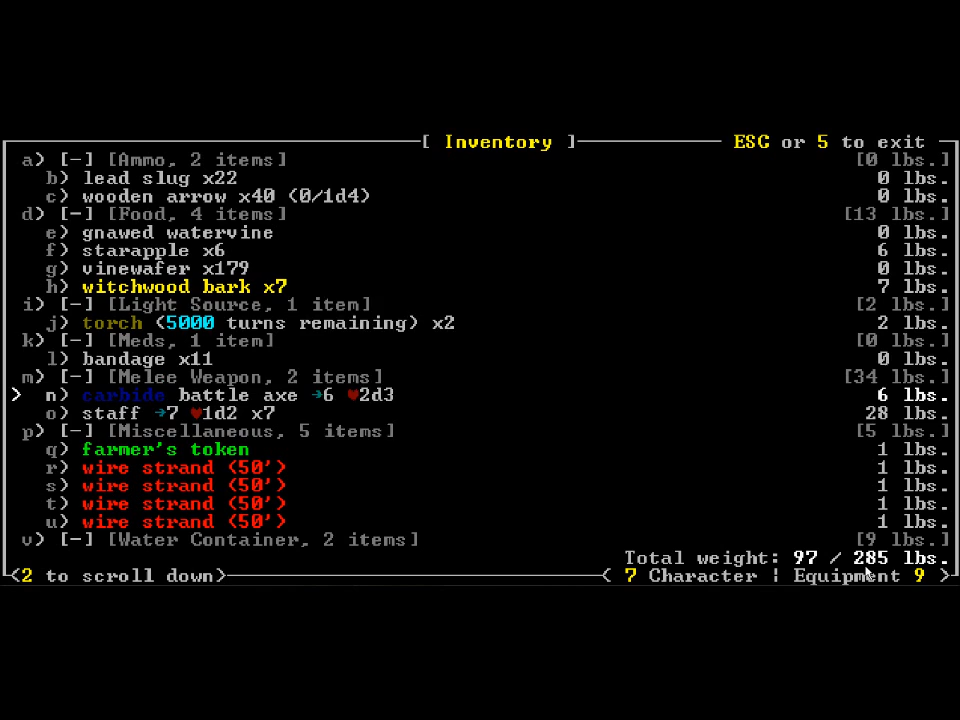 [ Inventory ] ESC or 5 to exit
a) [-] [Ammo, 2 items] [0 lbs.]
b) lead slug x22 0 lbs.
c) wooden arrow x40 (0/1d4) 0 lbs.
d) [-] [Food, 4 items] [13 lbs.]
e) gnawed watervine 0 lbs.
f) starapple x6 6 lbs.
g) vinewafer x179 0 lbs.
h) witchwood bark x7 7 lbs.
i) [-] [Light Source, 1 item] [2 lbs.]
j) torch (5000 turns remaining) x2 2 lbs.
k) [-] [Meds, 1 item] [0 lbs.]
l) bandage x11 0 lbs.
m) [-] [Melee Weapon, 2 items] [34 lbs.]
> n) carbide battle axe →6 ♥2d3 6 lbs.
o) staff →7 ♥1d2 x7 28 lbs.
p) [-] [Miscellaneous, 5 items] [5 lbs.]
q) farmer's token 1 lbs.
r) wire strand (50') 1 lbs.
s) wire strand (50') 1 lbs.
t) wire strand (50') 1 lbs.
u) wire strand (50') 1 lbs.
v) [-] [Water Container, 2 items] [9 lbs.]
Total weight: 97 / 285 lbs.
<2 to scroll down> < 7 Character | Equipment 9 >